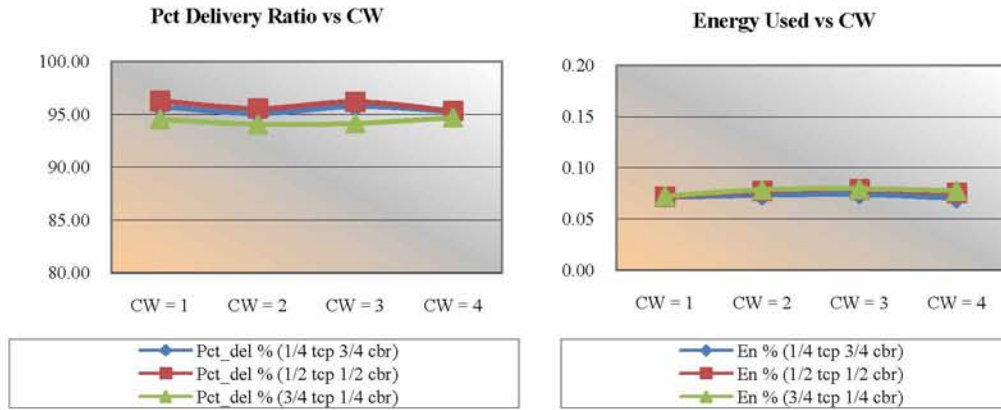 Pct Delivery Ratio vs CW
100.00
95.00
90.00
85.00
80.00
CW = 1 CW = 2 CW = 3 CW = 4
Pct_del % (1/4 tcp 3/4 cbr)
Pct_del % (1/2 tcp 1/2 cbr)
Pct_del % (3/4 tcp 1/4 cbr)
Energy Used vs CW
0.20
0.15
0.10
0.05
0.00
CW = 1 CW = 2 CW = 3 CW = 4
En % (1/4 tcp 3/4 cbr)
En % (1/2 tcp 1/2 cbr)
En % (3/4 tcp 1/4 cbr)